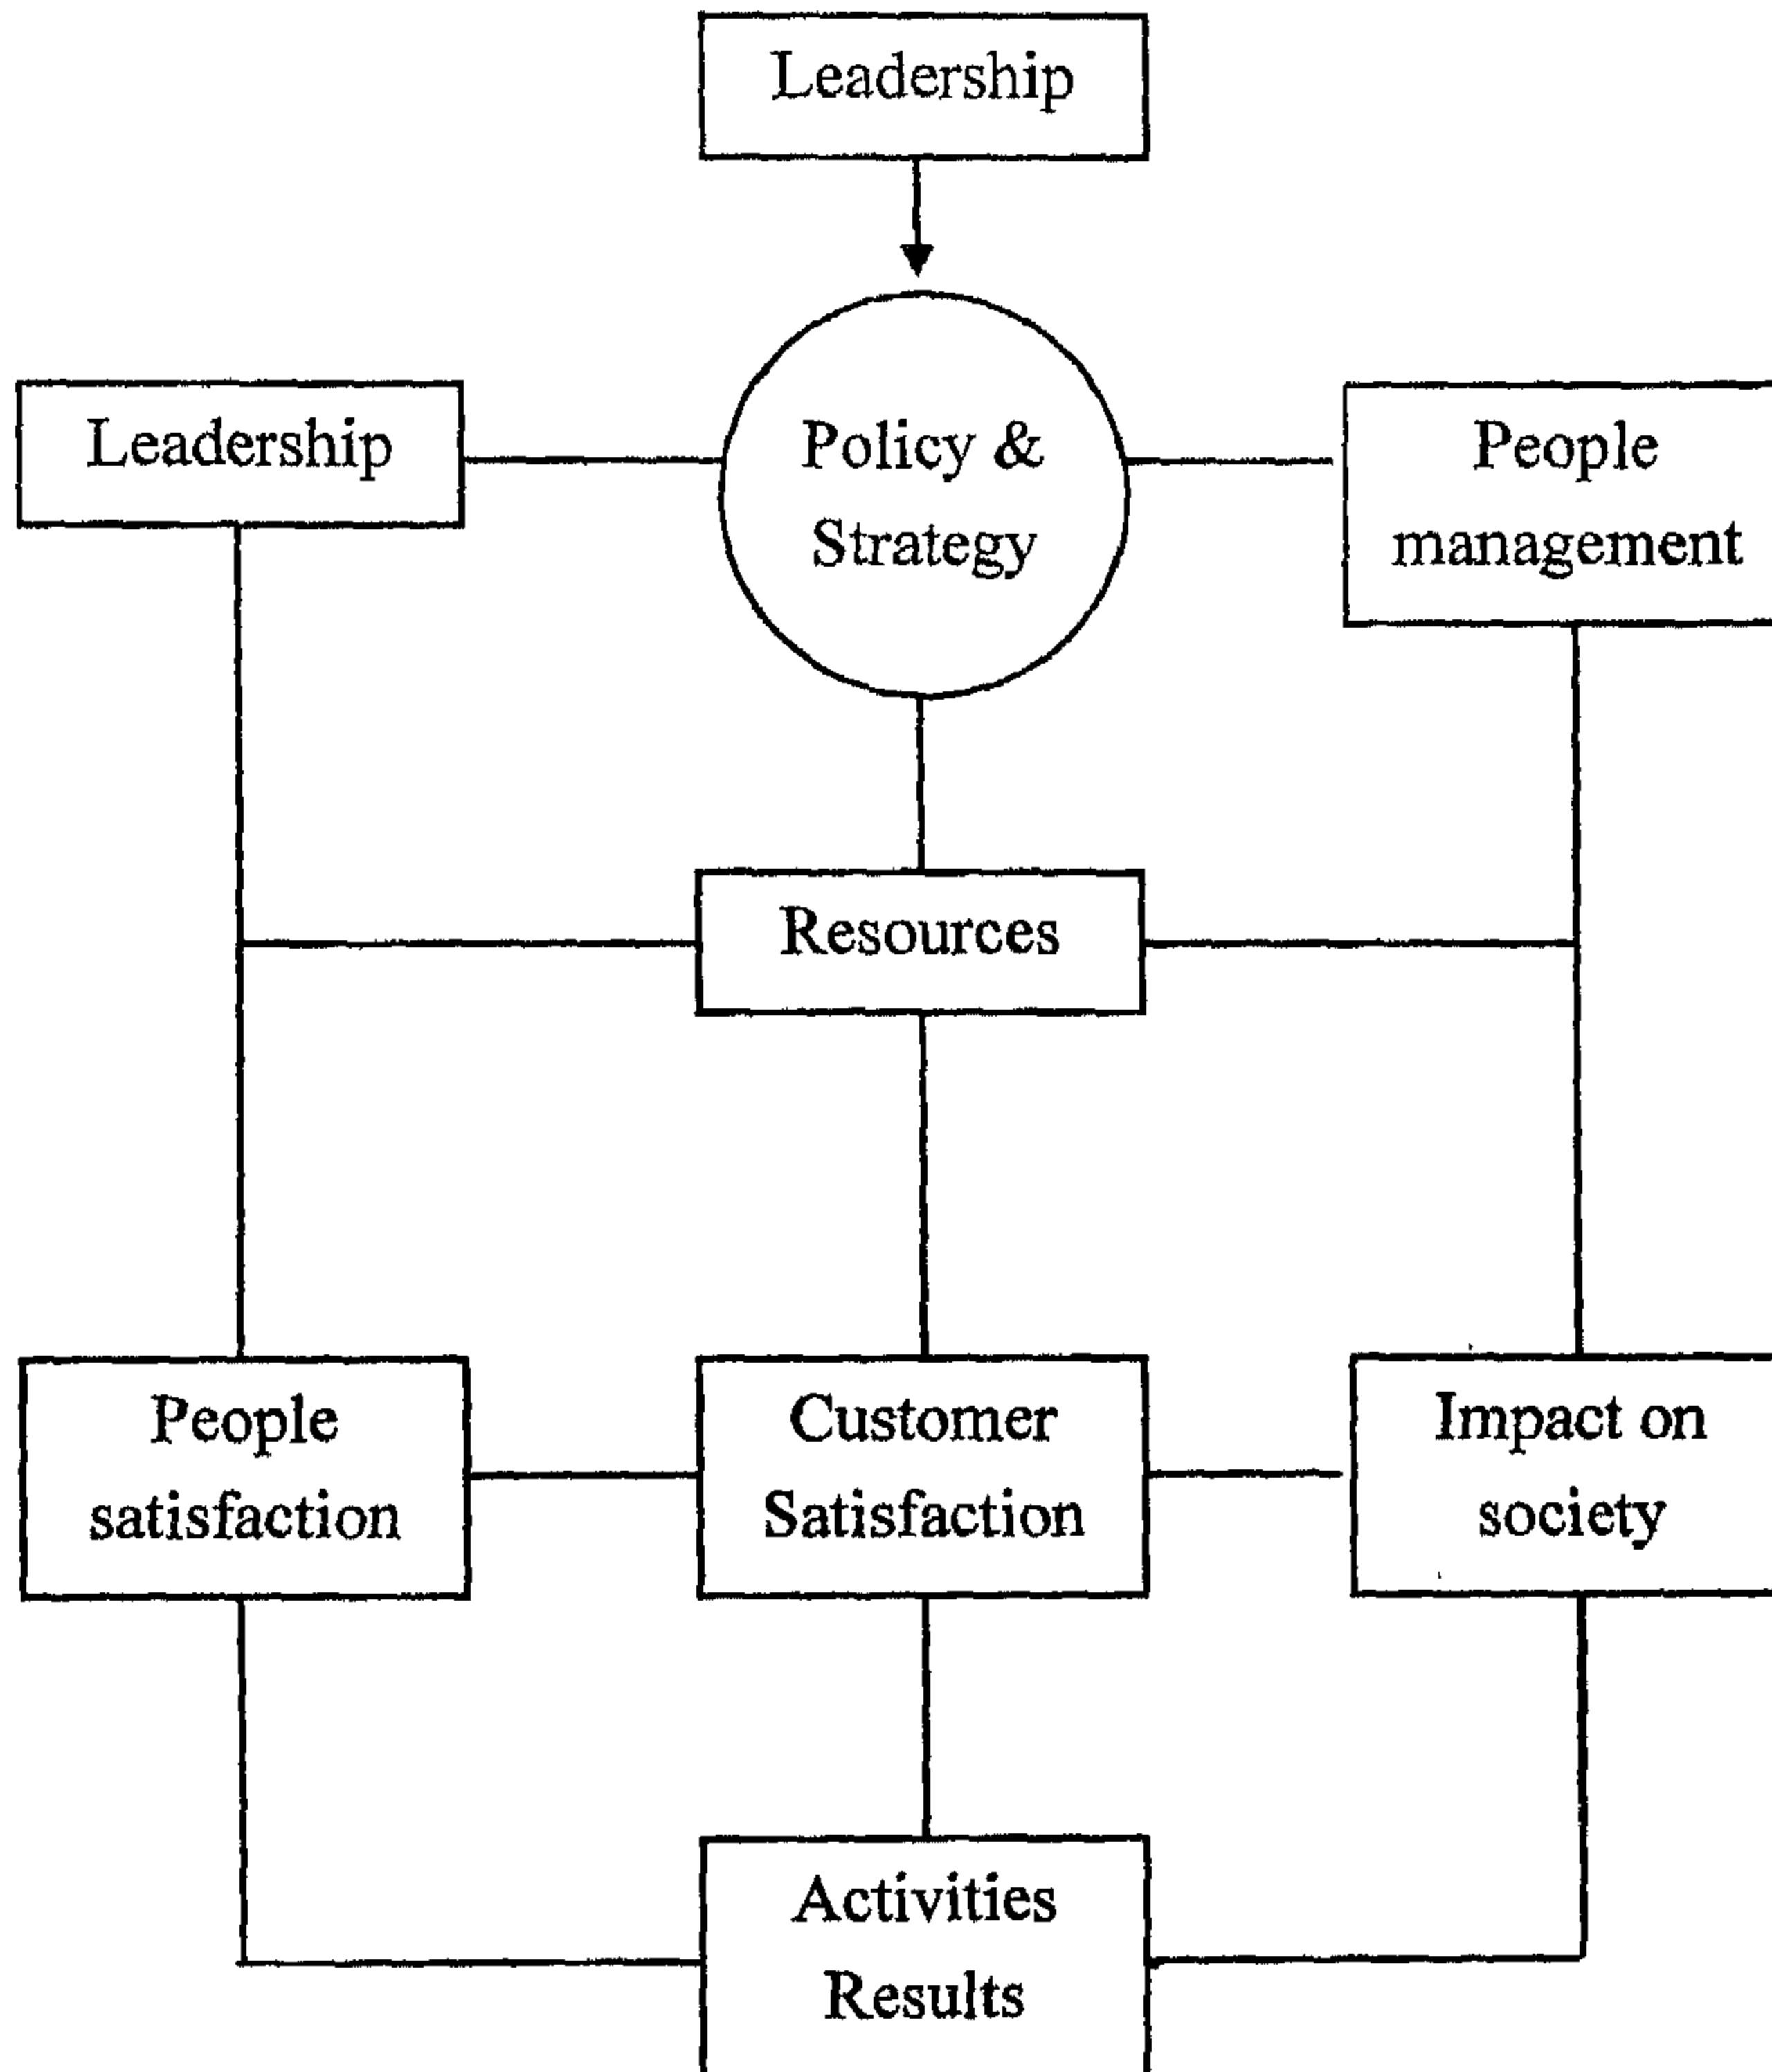 Leadership
Leadership
Policy &
Strategy
People
management
Resources
People
satisfaction
Customer
Satisfaction
Impact on
society
Activities
Results